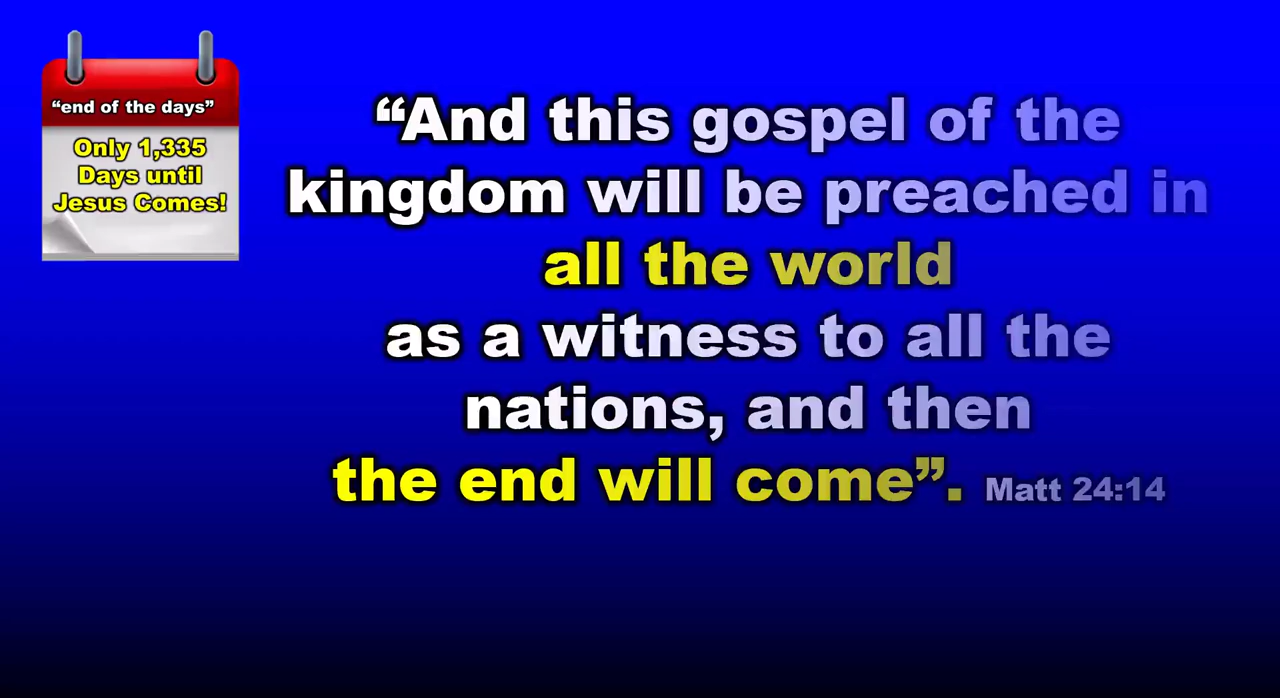 “end of the days”
Only 1,335
Days until
Jesus Comes!
“And this gospel of the
kingdom will be preached in
all the world
as a witness to all the
nations, and then
the end will come”. Matt 24:14